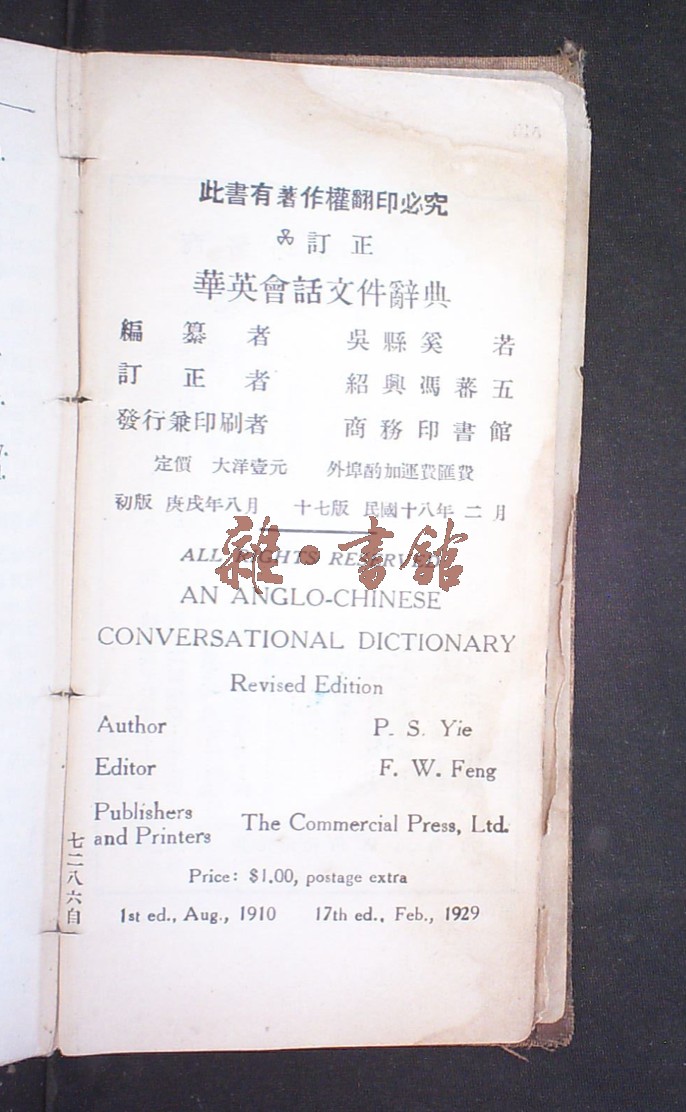 此書有著作權翻印必究
訂正
華英會話文件辭典
編纂者 吳縣奚若
訂正者 紹興馮蕃五
發行兼印刷者 商務印書館
定價 大洋壹元 外埠酌加運費匯費
初版 庚戌年八月 十七版 民國十八年二月
雜·書館
ALL RIGHTS RESERVED
AN ANGLO-CHINESE
CONVERSATIONAL DICTIONARY
Revised Edition
Author P. S. Yie
Editor F. W. Feng
Publishers and Printers The Commercial Press, Ltd.
Price: $1.00, postage extra
1st ed., Aug., 1910 17th ed., Feb., 1929
七二八六自